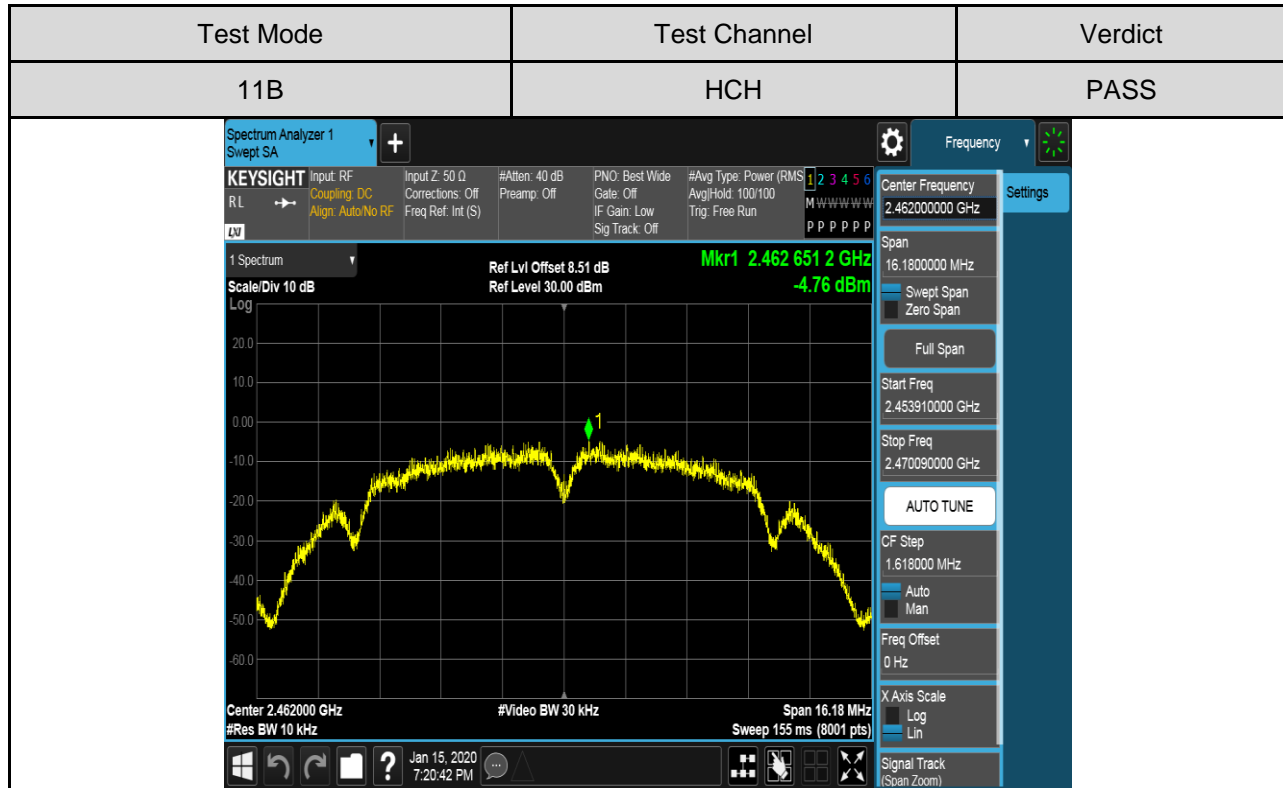 Test Mode Test Channel Verdict
11B HCH PASS
Spectrum Analyzer 1
Swept SA
+
Frequency
KEYSIGHT Input: RF Input Z: 50 Ω #Atten: 40 dB PNO: Best Wide #Avg Type: Power (RMS 1 2 3 4 5 6
RL Coupling: DC Corrections: Off Preamp: Off Gate: Off Avg|Hold: 100/100 M W W W W W
Align: Auto/No RF Freq Ref: Int (S) IF Gain: Low Trig: Free Run
LXI Sig Track: Off P P P P P P
1 Spectrum
Scale/Div 10 dB
Ref Lvl Offset 8.51 dB
Ref Level 30.00 dBm
Mkr1 2.462 651 2 GHz
-4.76 dBm
Log
20.0
10.0
0.00
-10.0
-20.0
-30.0
-40.0
-50.0
-60.0
1
Center 2.462000 GHz #Video BW 30 kHz Span 16.18 MHz
#Res BW 10 kHz Sweep 155 ms (8001 pts)
?
Jan 15, 2020
7:20:42 PM
Center Frequency
2.462000000 GHz
Settings
Span
16.1800000 MHz
Swept Span
Zero Span
Full Span
Start Freq
2.453910000 GHz
Stop Freq
2.470090000 GHz
AUTO TUNE
CF Step
1.618000 MHz
Auto
Man
Freq Offset
0 Hz
X Axis Scale
Log
Lin
Signal Track
(Span Zoom)